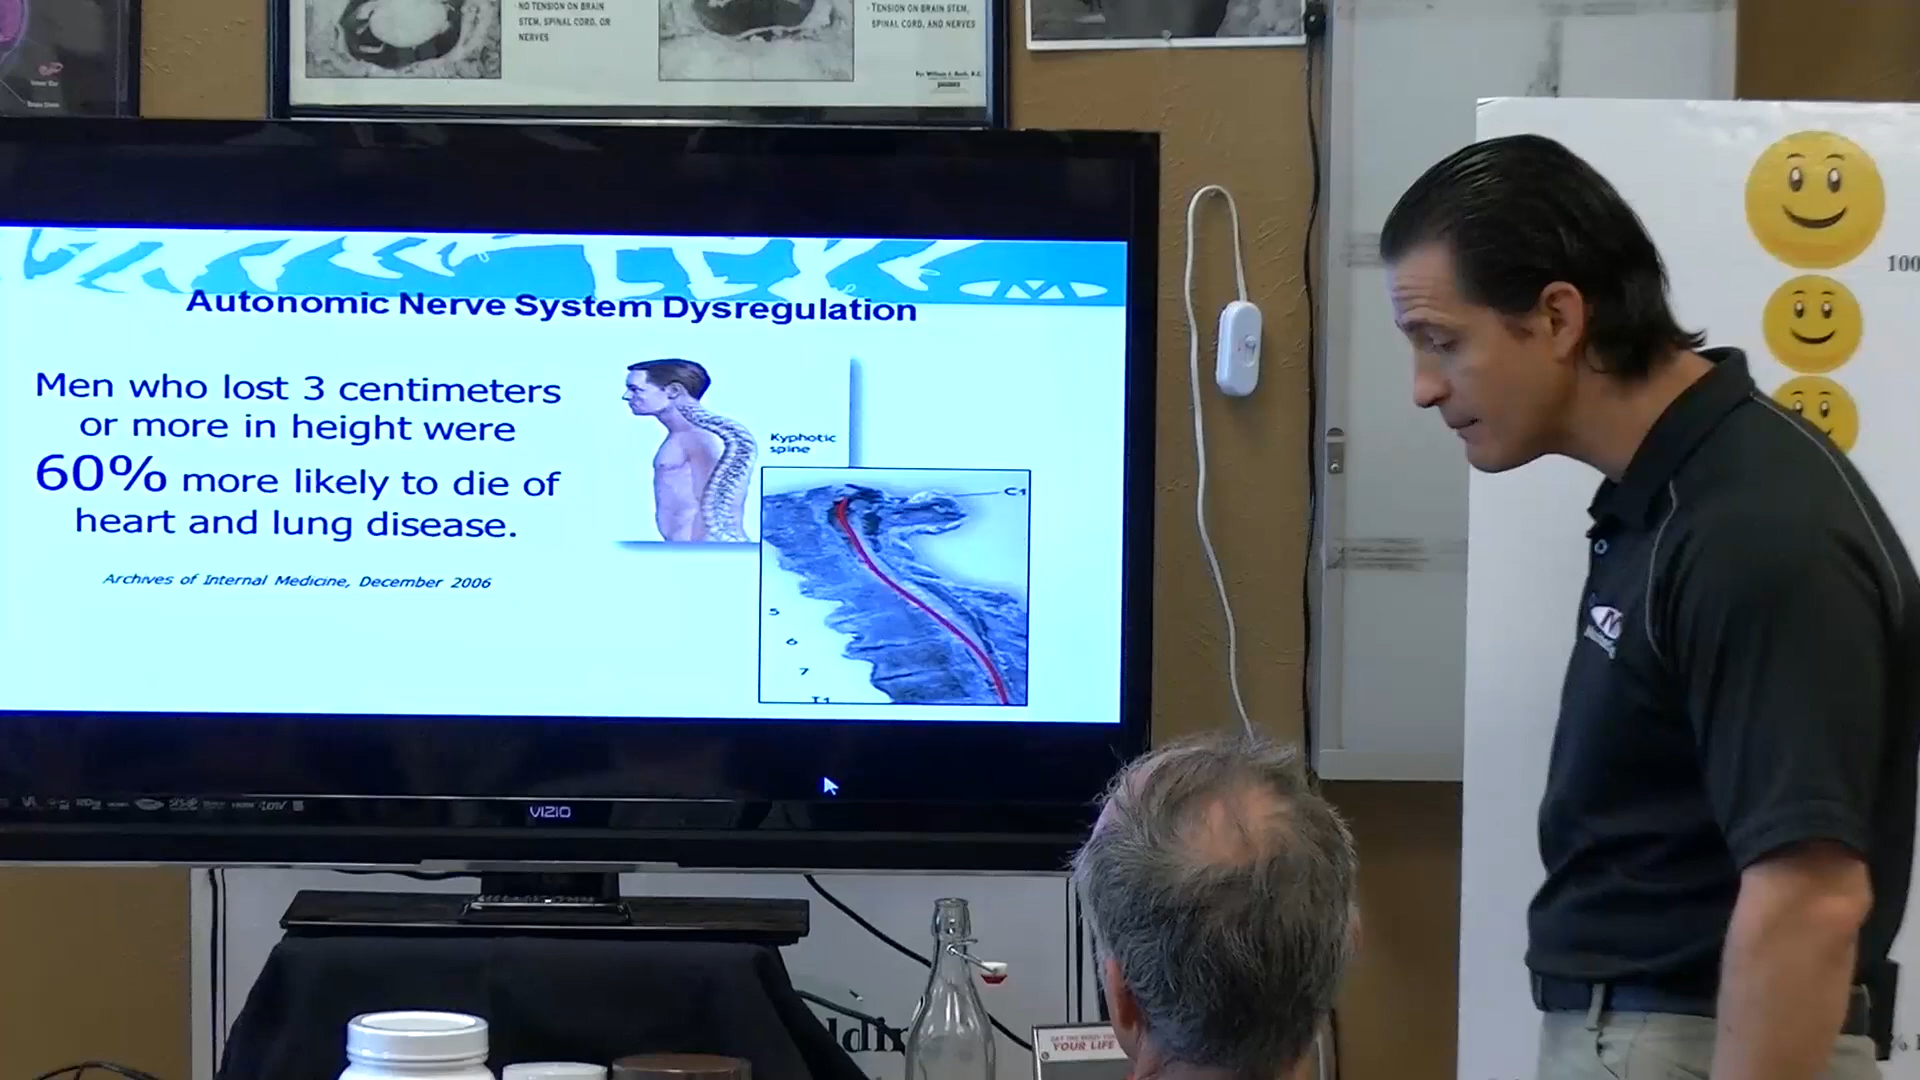 · NO TENSION ON BRAIN
STEM, SPINAL CORD, OR
NERVES
· TENSION ON BRAIN STEM,
SPINAL CORD, AND NERVES
Autonomic Nerve System Dysregulation
Men who lost 3 centimeters
or more in height were
60% more likely to die of
heart and lung disease.
Archives of Internal Medicine, December 2006
Kyphotic
spine
C1
5
6
7
T1
100
VIZIO
YOUR LIFE